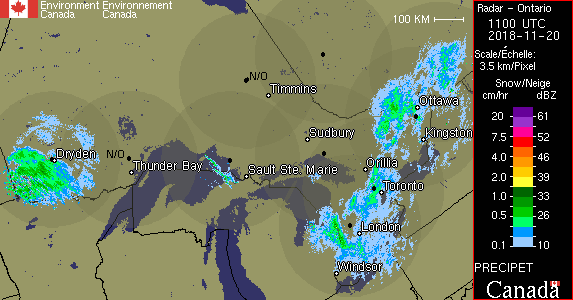 Environment Environnement
Canada Canada
100 KM
N/O
Timmins
Ottawa
Sudbury
Kingston
Dryden
N/O
Thunder Bay
Sault Ste. Marie
Orillia
Toronto
London
Windsor
Radar - Ontario
1100 UTC
2018-11-20
Scale/Échelle:
3.5 km/Pixel
Snow/Neige
cm/hr dBZ
20 61
7.5 52
4.0 46
2.0 39
1.0 33
0.5 26
0.1 10
PRECIPET
Canada